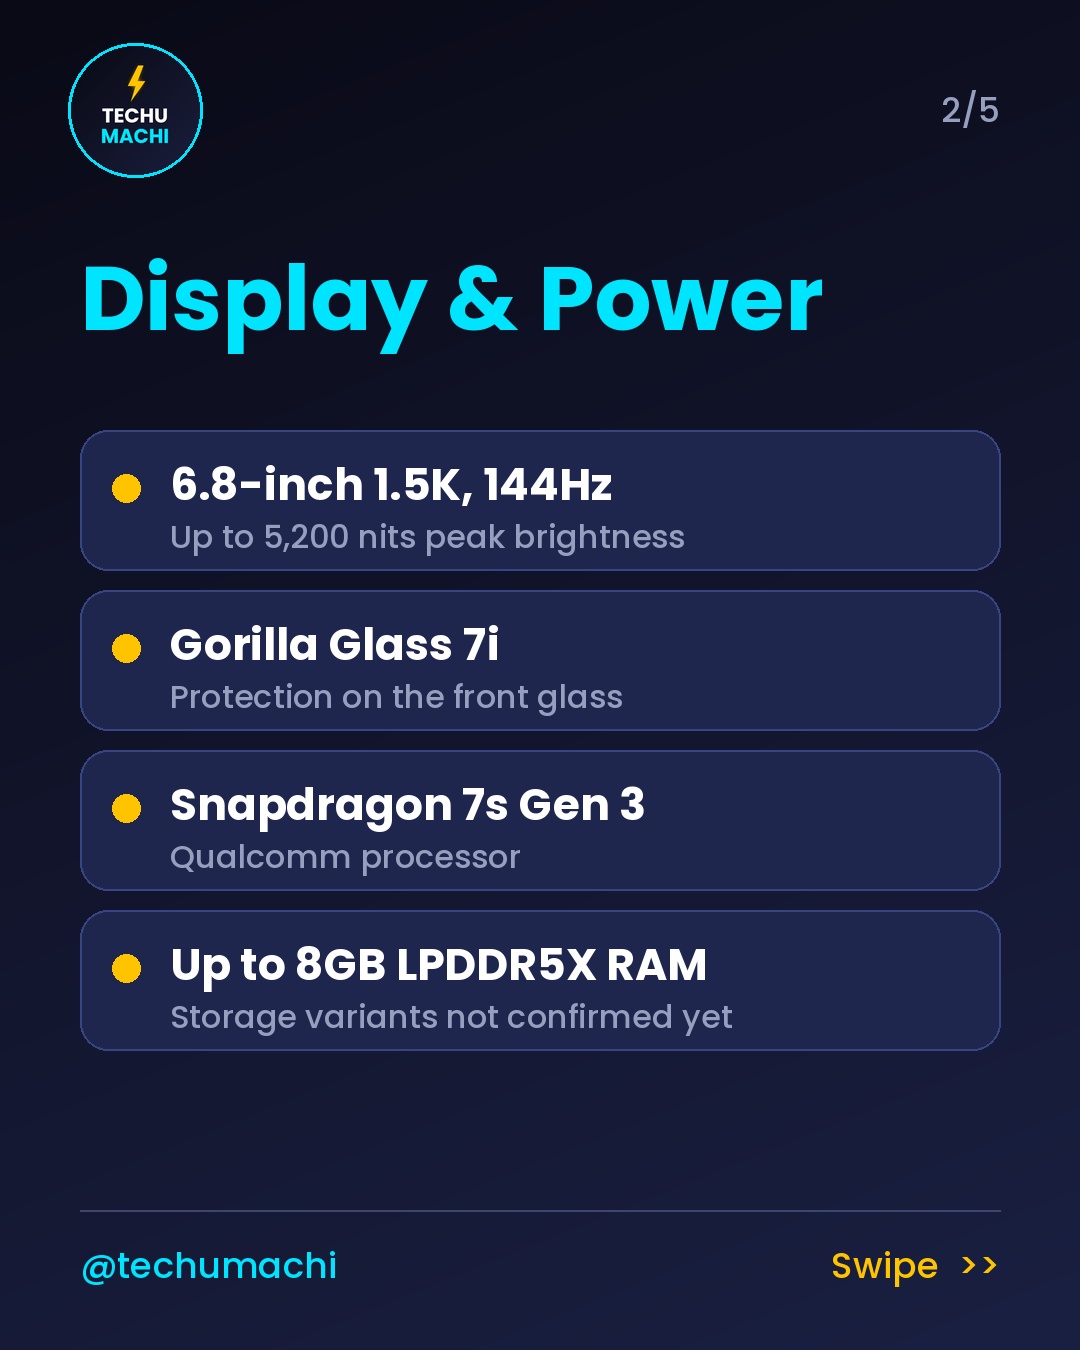 TECHU
MACHI
2/5
Display & Power
6.8-inch 1.5K, 144Hz
Up to 5,200 nits peak brightness
Gorilla Glass 7i
Protection on the front glass
Snapdragon 7s Gen 3
Qualcomm processor
Up to 8GB LPDDR5X RAM
Storage variants not confirmed yet
@techumachi
Swipe >>